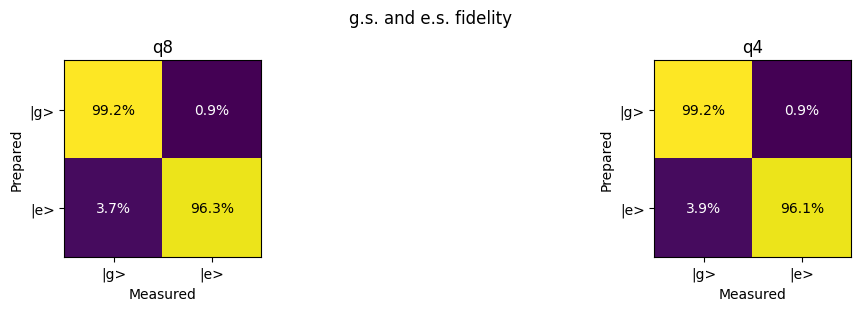 g.s. and e.s. fidelity
q8
Prepared
|g>
99.2%
0.9%
|e>
3.7%
96.3%
|g>
|e>
Measured
q4
Prepared
|g>
99.2%
0.9%
|e>
3.9%
96.1%
|g>
|e>
Measured